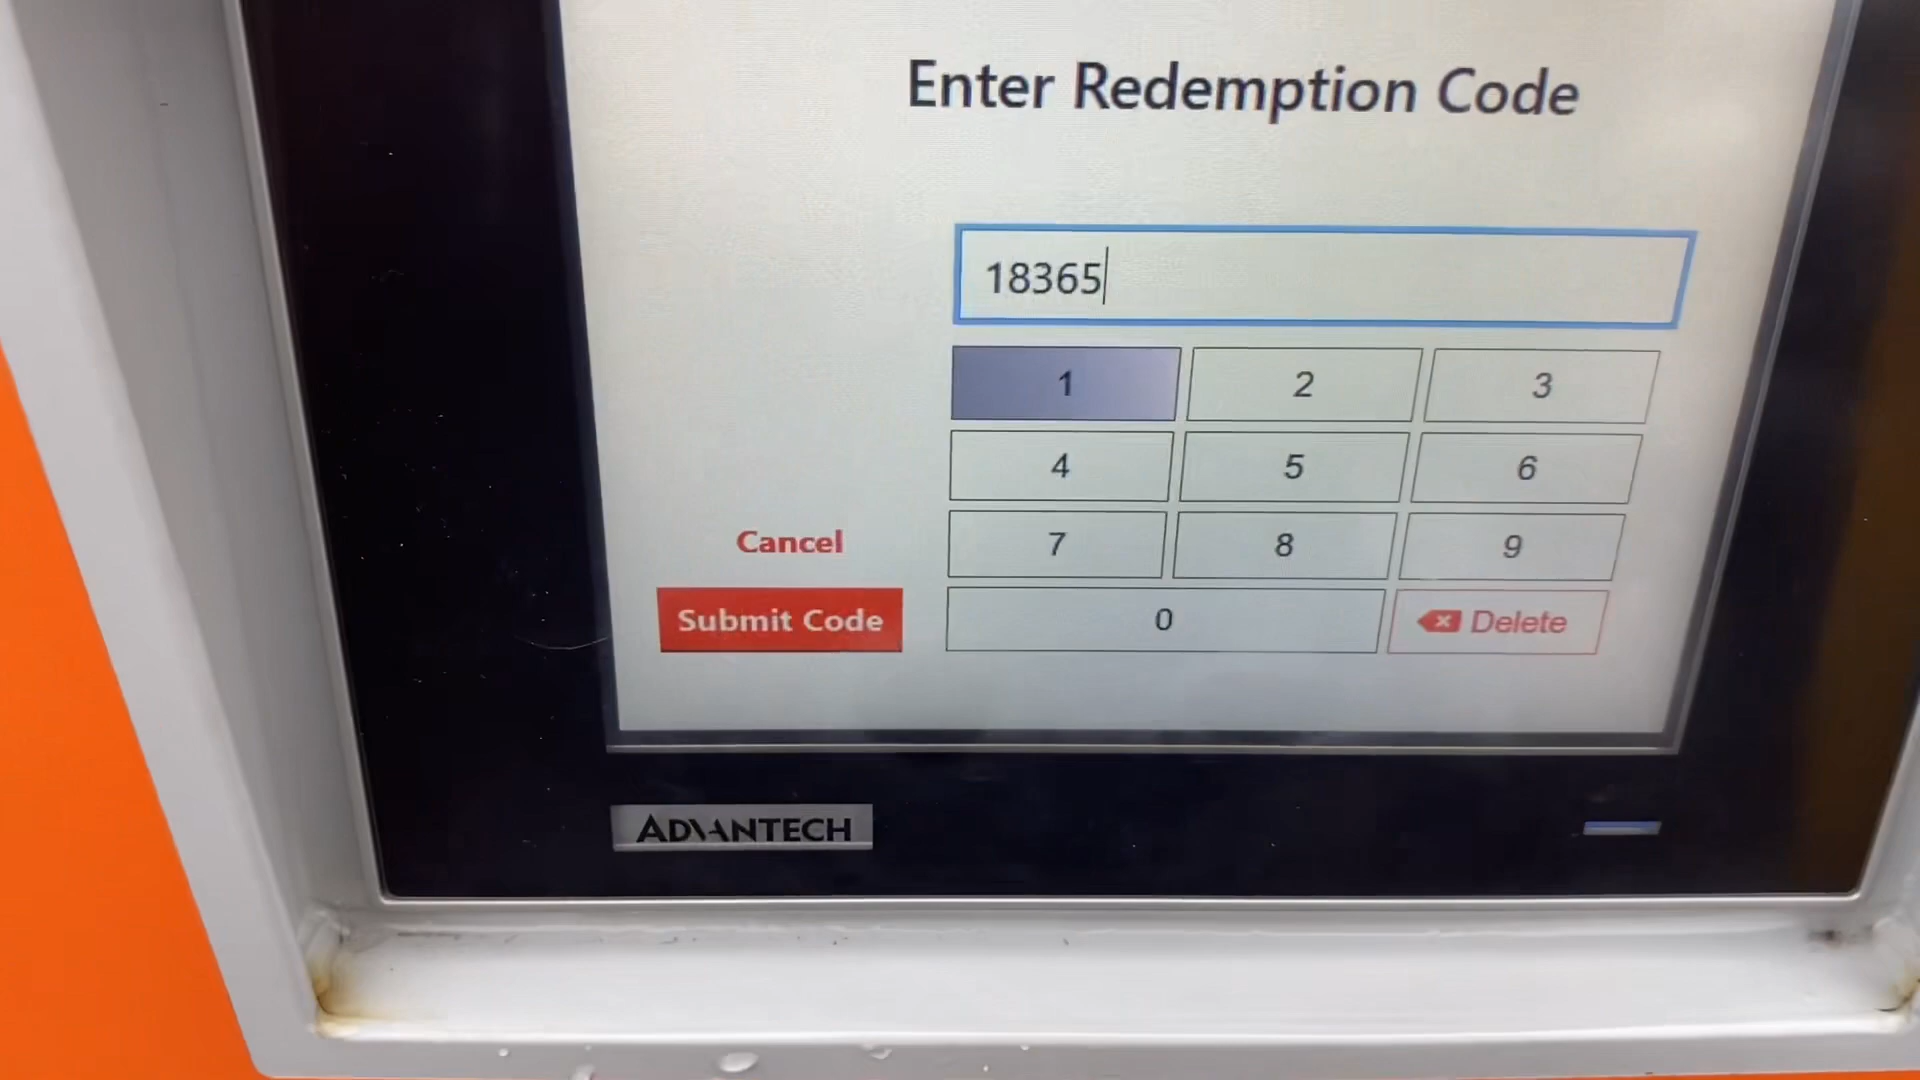 Enter Redemption Code
18365
1 2 3
4 5 6
Cancel
7 8 9
Submit Code
0 Delete
ADVANTECH